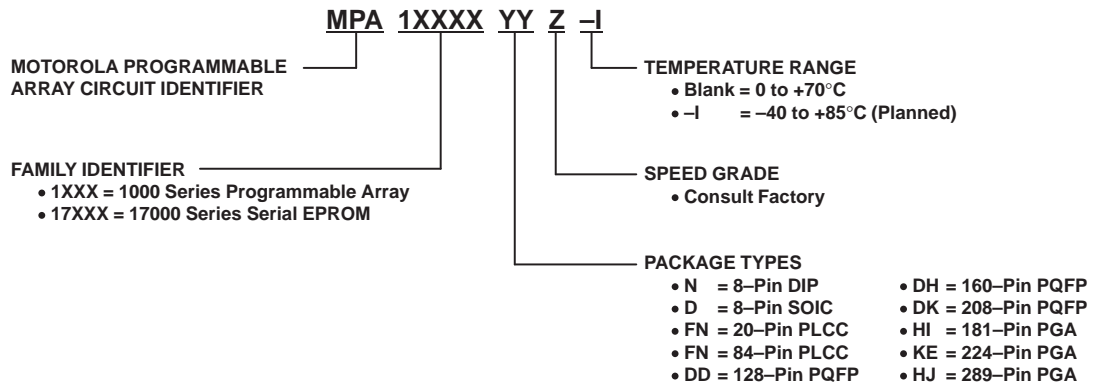 MPA 1XXXX YY Z –I
MOTOROLA PROGRAMMABLE
ARRAY CIRCUIT IDENTIFIER
FAMILY IDENTIFIER
• 1XXX = 1000 Series Programmable Array
• 17XXX = 17000 Series Serial EPROM
TEMPERATURE RANGE
• Blank = 0 to +70°C
• –I = –40 to +85°C (Planned)
SPEED GRADE
• Consult Factory
PACKAGE TYPES
• N = 8–Pin DIP
• D = 8–Pin SOIC
• FN = 20–Pin PLCC
• FN = 84–Pin PLCC
• DD = 128–Pin PQFP
• DH = 160–Pin PQFP
• DK = 208–Pin PQFP
• HI = 181–Pin PGA
• KE = 224–Pin PGA
• HJ = 289–Pin PGA